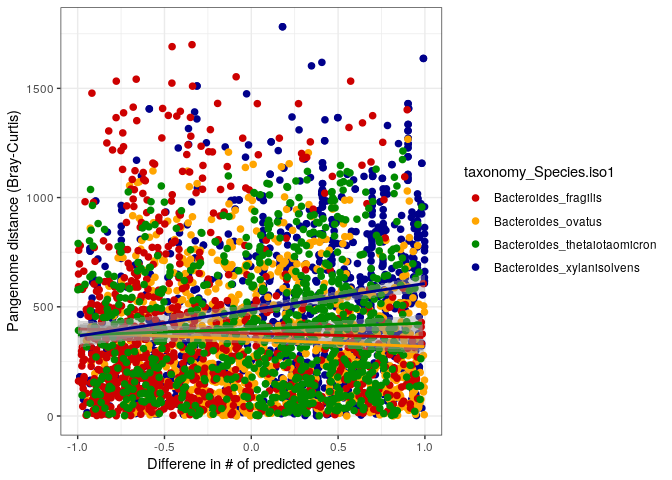 1500
1000
500
0
Pangenome distance (Bray-Curtis)
-1.0
-0.5
0.0
0.5
1.0
Differene in # of predicted genes
taxonomy_Species.iso1
Bacteroides_fragilis
Bacteroides_ovatus
Bacteroides_thetaiotaomicron
Bacteroides_xylanisolvens